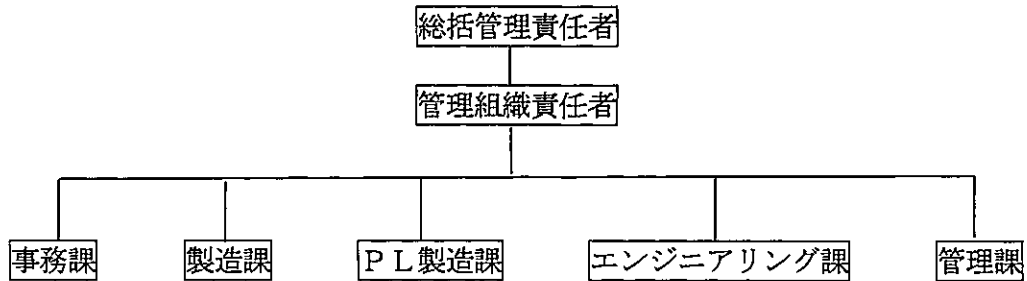 総括管理責任者
管理組織責任者
事務課
製造課
ＰＬ製造課
エンジニアリング課
管理課